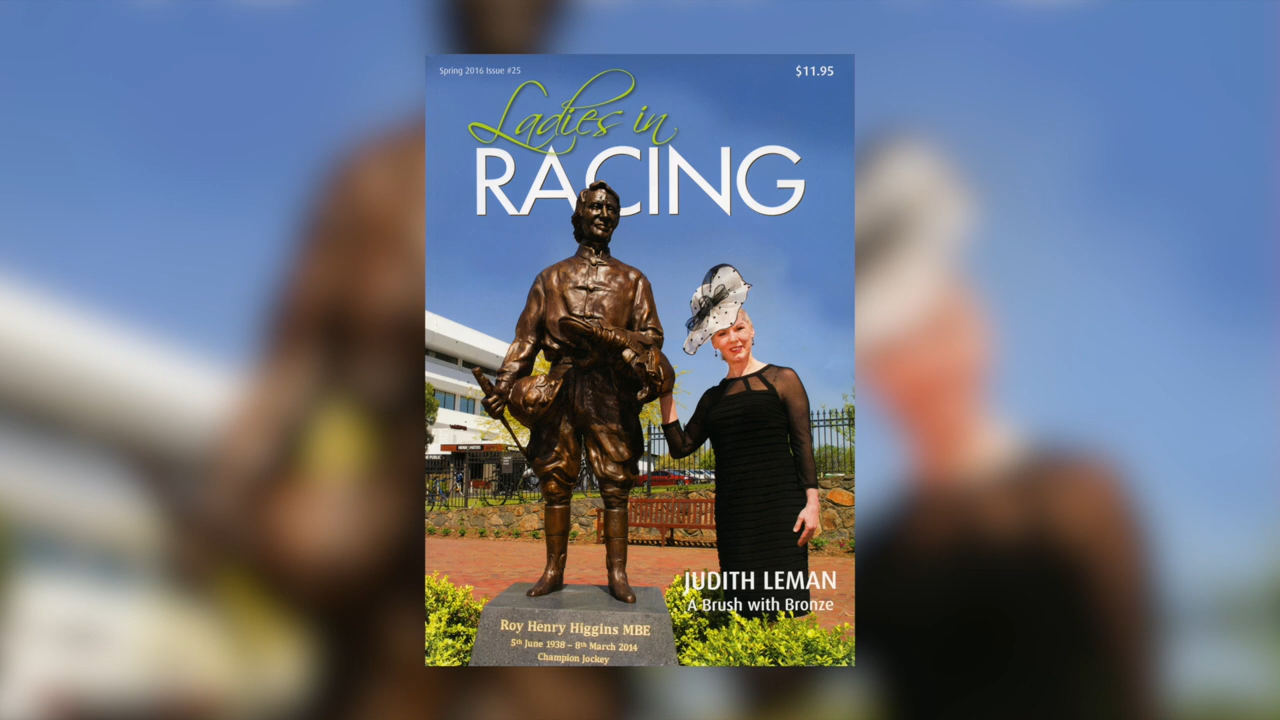 Spring 2016 Issue #25
$11.95
Ladies in
RACING
JUDITH LEMAN
A Brush with Bronze
Roy Henry Higgins MBE
5th June 1938 – 8th March 2014
Champion Jockey